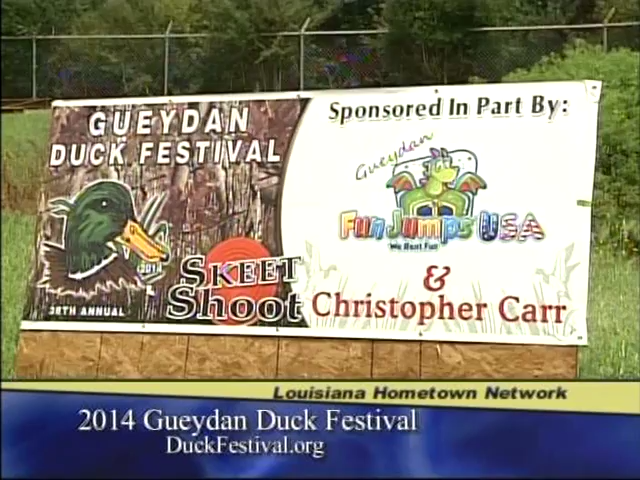 GUEYDAN
DUCK FESTIVAL
2014
38TH ANNUAL
SKEET
Shoot
Sponsored In Part By:
Gueydan
Fun Jumps USA
We Rent Fun
&
Christopher Carr
Louisiana Hometown Network
2014 Gueydan Duck Festival
DuckFestival.org